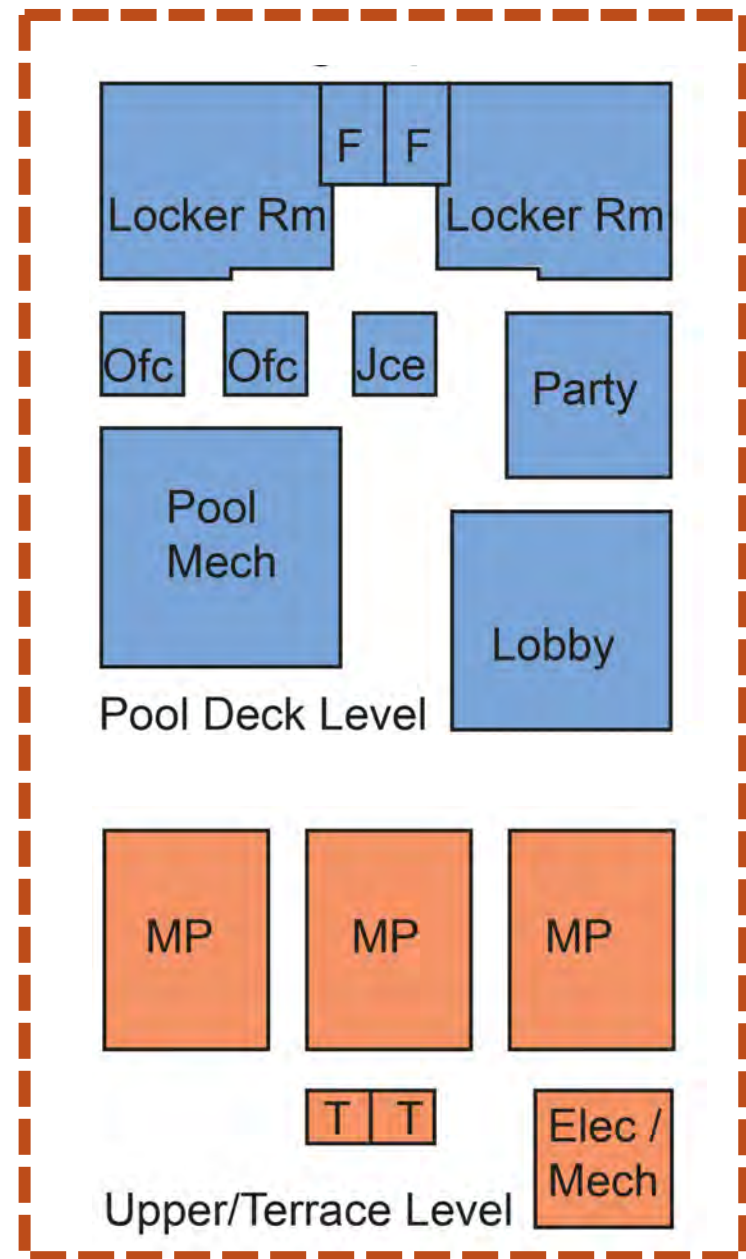 F F
Locker Rm Locker Rm
Ofc Ofc Jce
Party
Pool
Mech
Lobby
Pool Deck Level
MP MP MP
T T
Elec /
Mech
Upper/Terrace Level